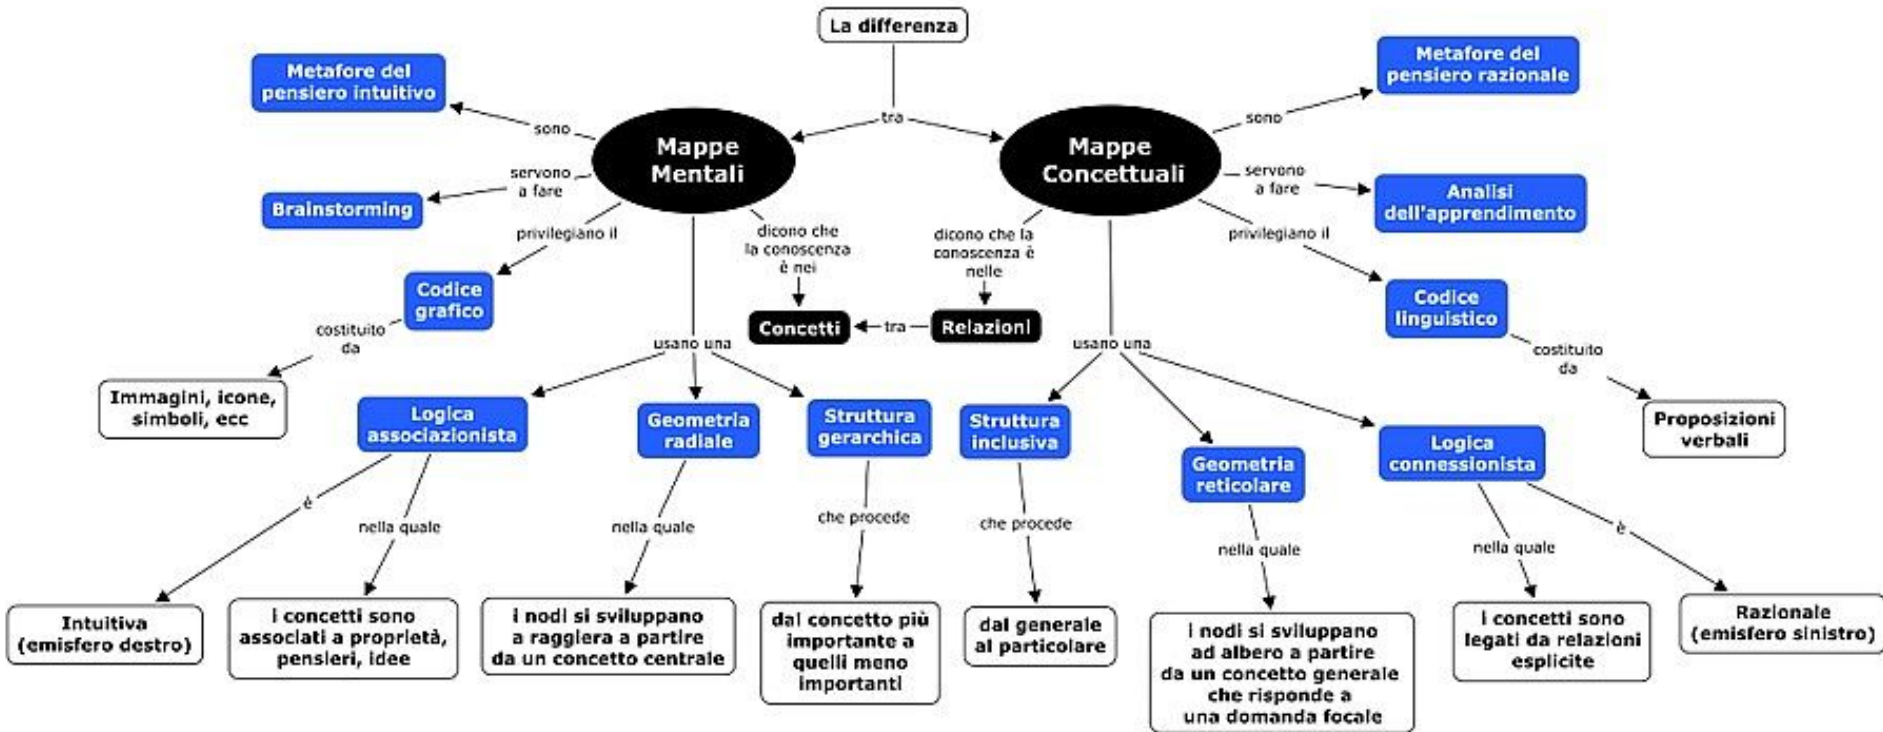 La differenza
Metafore del
pensiero intuitivo
Metafore del
pensiero razionale
sono
tra
sono
Mappe
Mentali
Mappe
Concettuali
servono
a fare
servono
a fare
Brainstorming
Analisi
dell'apprendimento
privilegiano il
dicono che
la conoscenza
è nei
dicono che la
conoscenza è
nelle
privilegiano il
Codice
grafico
Codice
linguistico
costituito
da
Concetti
tra
Relazioni
usano una
usano una
costituito
da
Immagini, icone,
simboli, ecc
Logica
associazionista
Geometria
radiale
Struttura
gerarchica
Struttura
inclusiva
Geometria
reticolare
Logica
connessionista
Proposizioni
verbali
è
nella quale
nella quale
che procede
che procede
nella quale
nella quale
è
Intuitiva
(emisfero destro)
i concetti sono
associati a proprietà,
pensieri, idee
i nodi si sviluppano
a raggiera a partire
da un concetto centrale
dal concetto più
importante a
quelli meno
importanti
dal generale
al particolare
i nodi si sviluppano
ad albero a partire
da un concetto generale
che risponde a
una domanda focale
i concetti sono
legati da relazioni
esplicite
Razionale
(emisfero sinistro)